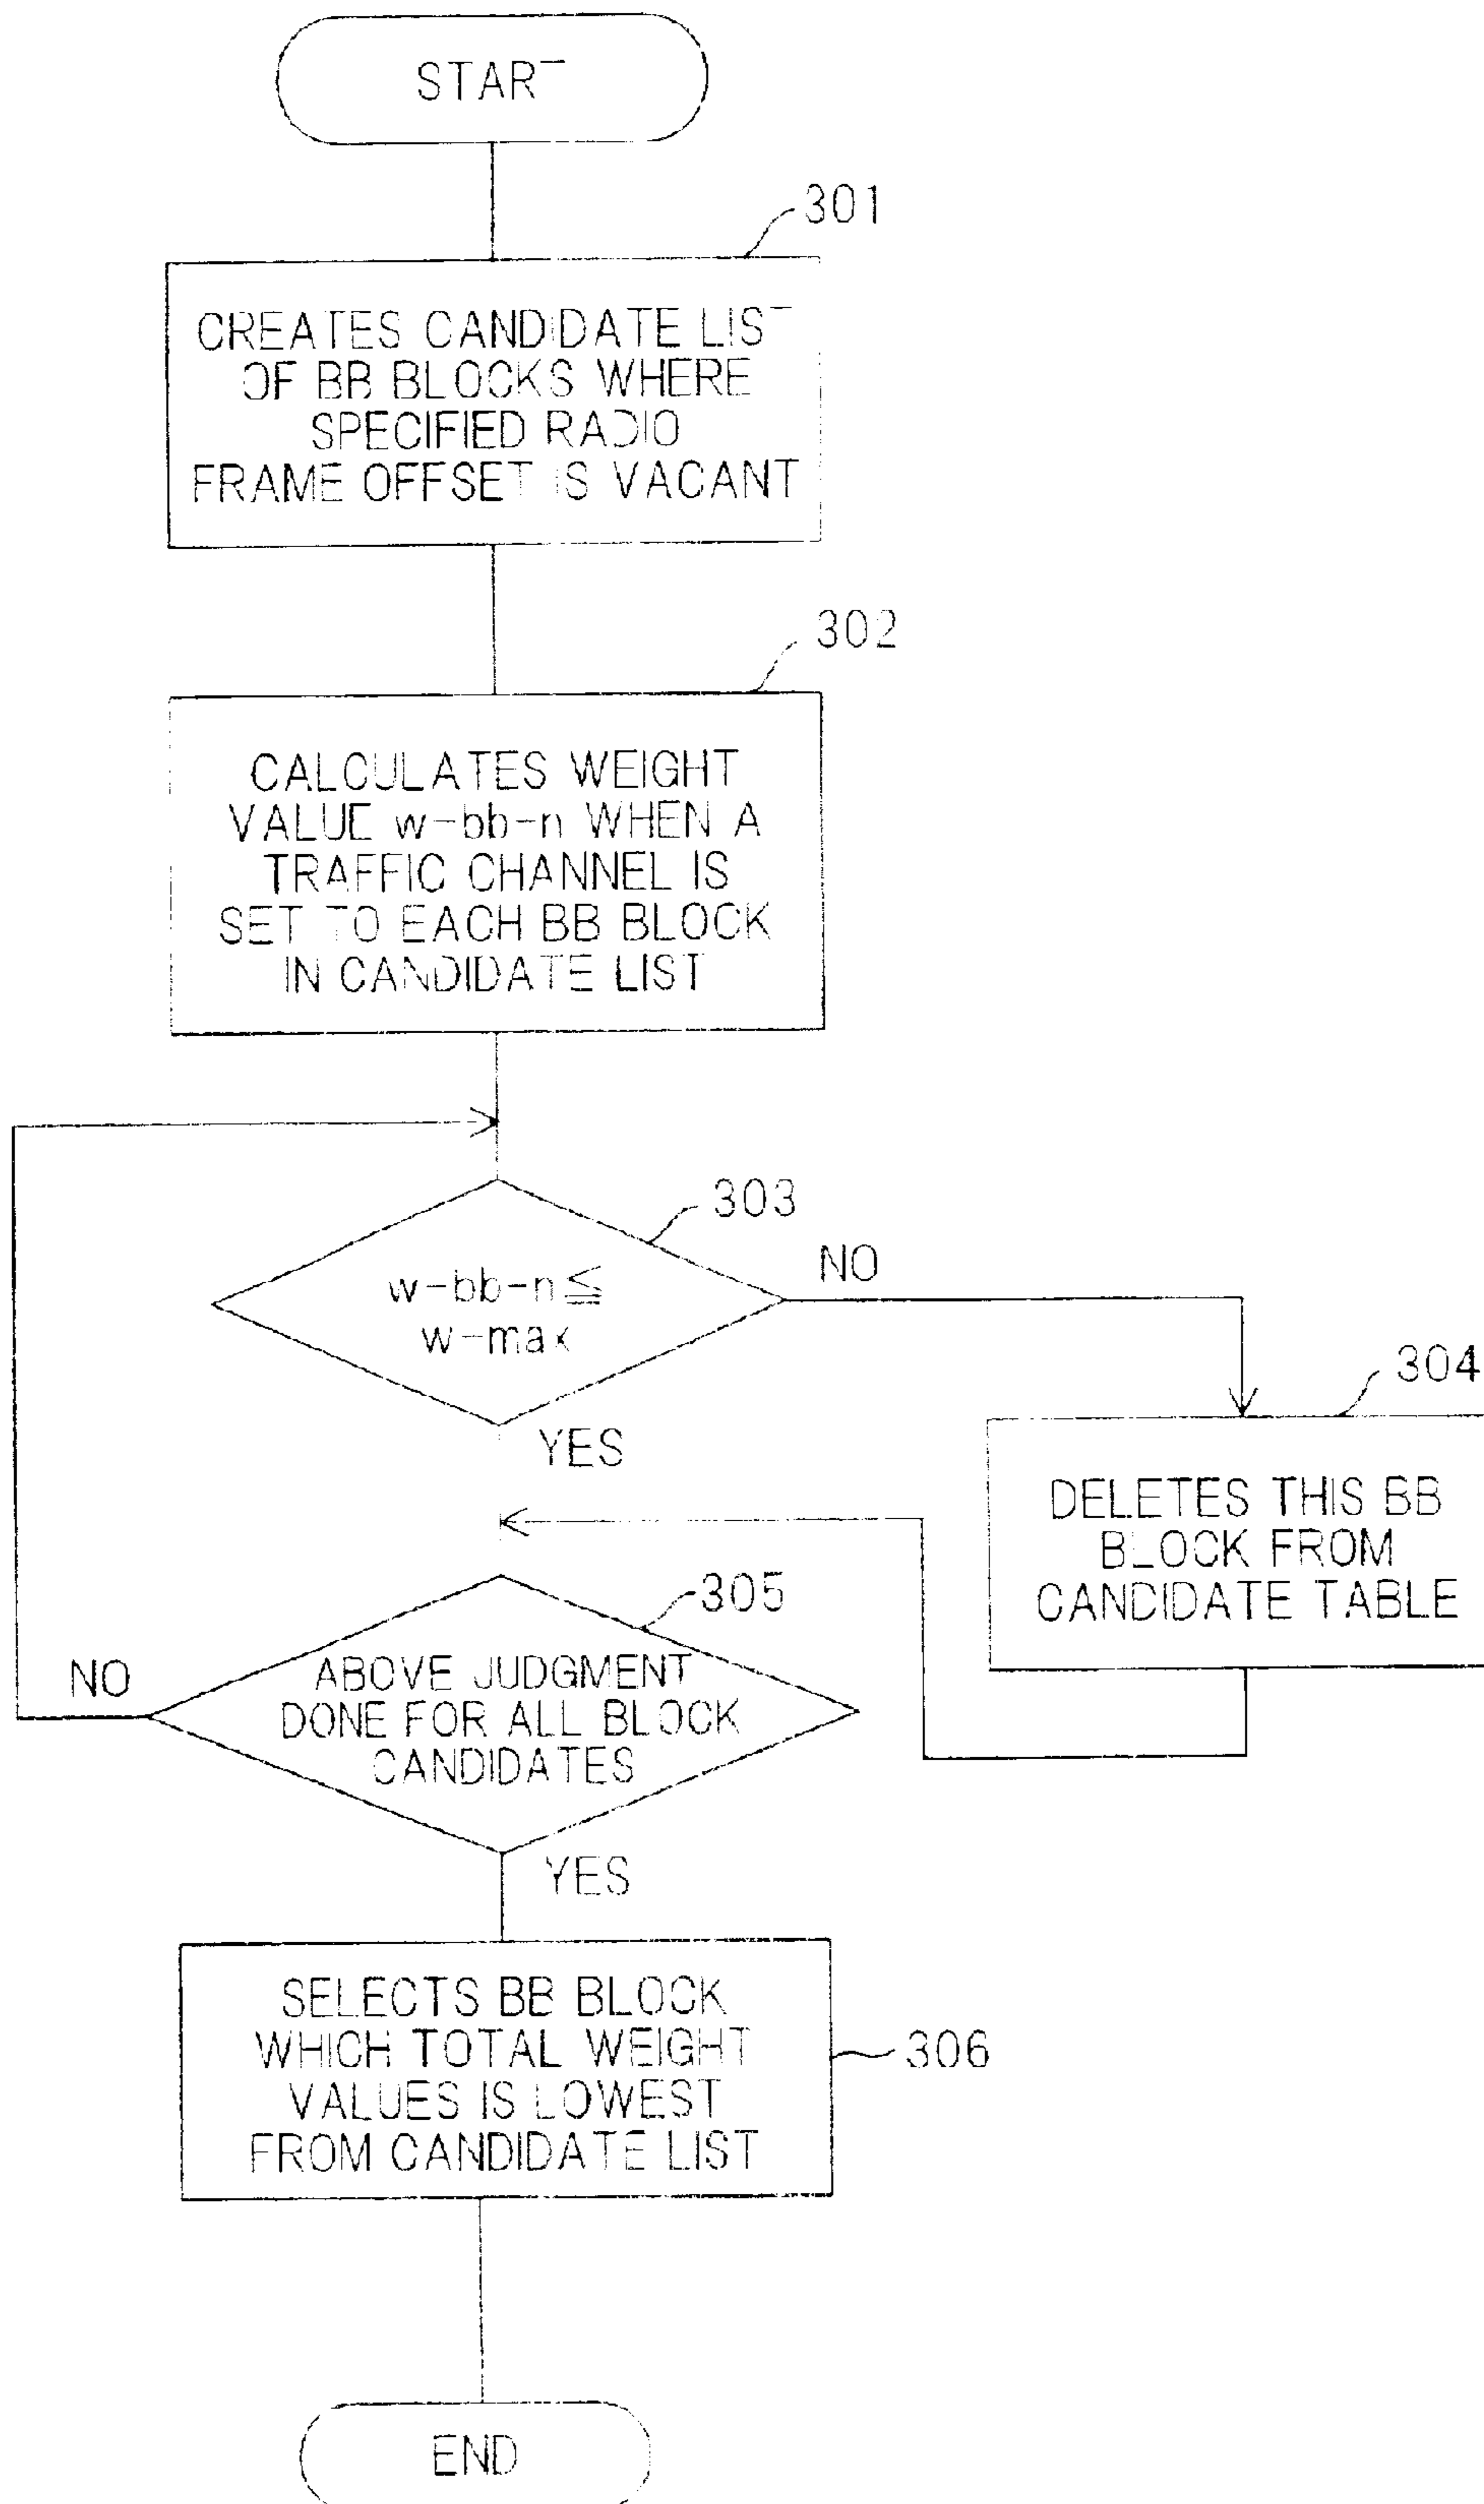 START
301
CREATES CANDIDATE LIST
OF BB BLOCKS WHERE
SPECIFIED RADIO
FRAME OFFSET IS VACANT
302
CALCULATES WEIGHT
VALUE w-bb-n WHEN A
TRAFFIC CHANNEL IS
SET TO EACH BB BLOCK
IN CANDIDATE LIST
303
w-bb-n≦
w-max
NO
YES
304
DELETES THIS BB
BLOCK FROM
CANDIDATE TABLE
305
ABOVE JUDGMENT
DONE FOR ALL BLOCK
CANDIDATES
NO
YES
SELECTS BB BLOCK
WHICH TOTAL WEIGHT
VALUES IS LOWEST
FROM CANDIDATE LIST
306
END